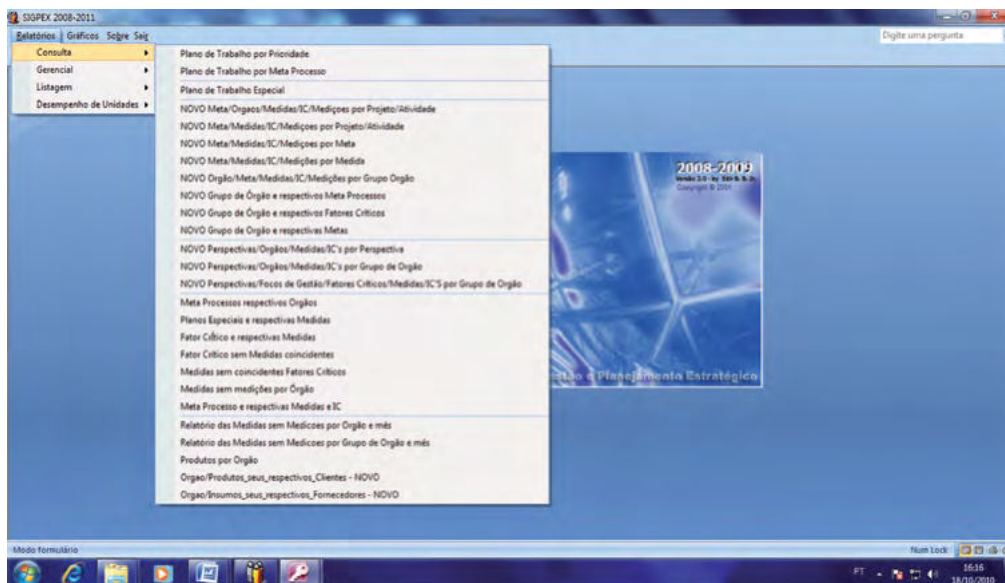 SIGPEX 2008-2011
Relatórios Gráficos Sobre Sair
Digite uma pergunta
Consulta
Gerencial
Listagem
Desempenho de Unidades
Plano de Trabalho por Prioridade
Plano de Trabalho por Meta Processo
Plano de Trabalho Especial
NOVO Meta/Orgaos/Medidas/IC/Mediçoes por Projeto/Atividade
NOVO Meta/Medidas/IC/Mediçoes por Projeto/Atividade
NOVO Meta/Medidas/IC/Mediçoes por Meta
NOVO Meta/Medidas/IC/Medições por Medida
NOVO Orgão/Meta/Medidas/IC/Medições por Grupo Orgão
NOVO Grupo de Órgão e respectivos Meta Processos
NOVO Grupo de Órgão e respectivos Fatores Críticos
NOVO Grupo de Orgão e respectivas Metas
NOVO Perspectivas/Orgãos/Medidas/IC's por Perspectiva
NOVO Perspectivas/Orgãos/Medidas/IC's por Grupo de Orgão
NOVO Perspectivas/Focos de Gestão/Fatores Críticos/Medidas/IC'S por Grupo de Orgão
Meta Processos respectivos Orgãos
Planos Especiais e respectivas Medidas
Fator Crítico e respectivas Medidas
Fator Crítico sem Medidas coincidentes
Medidas sem coincidentes Fatores Críticos
Medidas sem medições por Órgão
Meta Processo e respectivas Medidas e IC
Relatório das Medidas sem Medicoes por Orgão e mês
Relatório das Medidas sem Medicoes por Grupo de Orgão e mês
Produtos por Orgão
Orgao/Produtos_seus_respectivos_Clientes - NOVO
Orgao/Insumos_seus_respectivos_Fornecedores - NOVO
2008-2009
Copyright © 2001
e Planejamento Estratégico
Modo formulário
Num Lock
PT
16:16